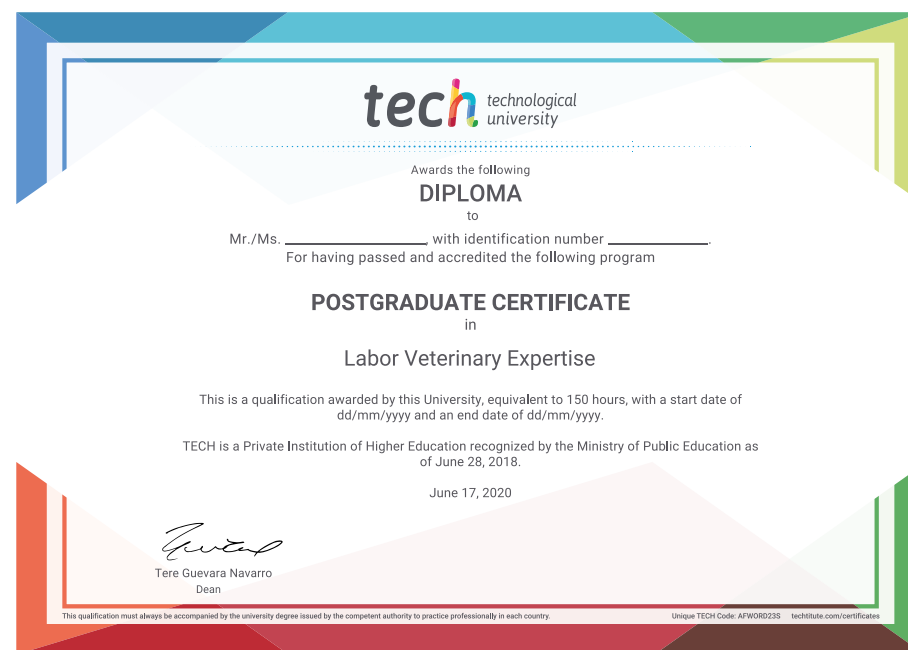 tech technological
university
Awards the following
DIPLOMA
to
Mr./Ms. ____________, with identification number ____________.
For having passed and accredited the following program
POSTGRADUATE CERTIFICATE
in
Labor Veterinary Expertise
This is a qualification awarded by this University, equivalent to 150 hours, with a start date of
dd/mm/yyyy and an end date of dd/mm/yyyy.
TECH is a Private Institution of Higher Education recognized by the Ministry of Public Education as
of June 28, 2018.
June 17, 2020
Tere Guevara Navarro
Dean
This qualification must always be accompanied by the university degree issued by the competent authority to practice professionally in each country.
Unique TECH Code: AFWORD23S techtitute.com/certificates